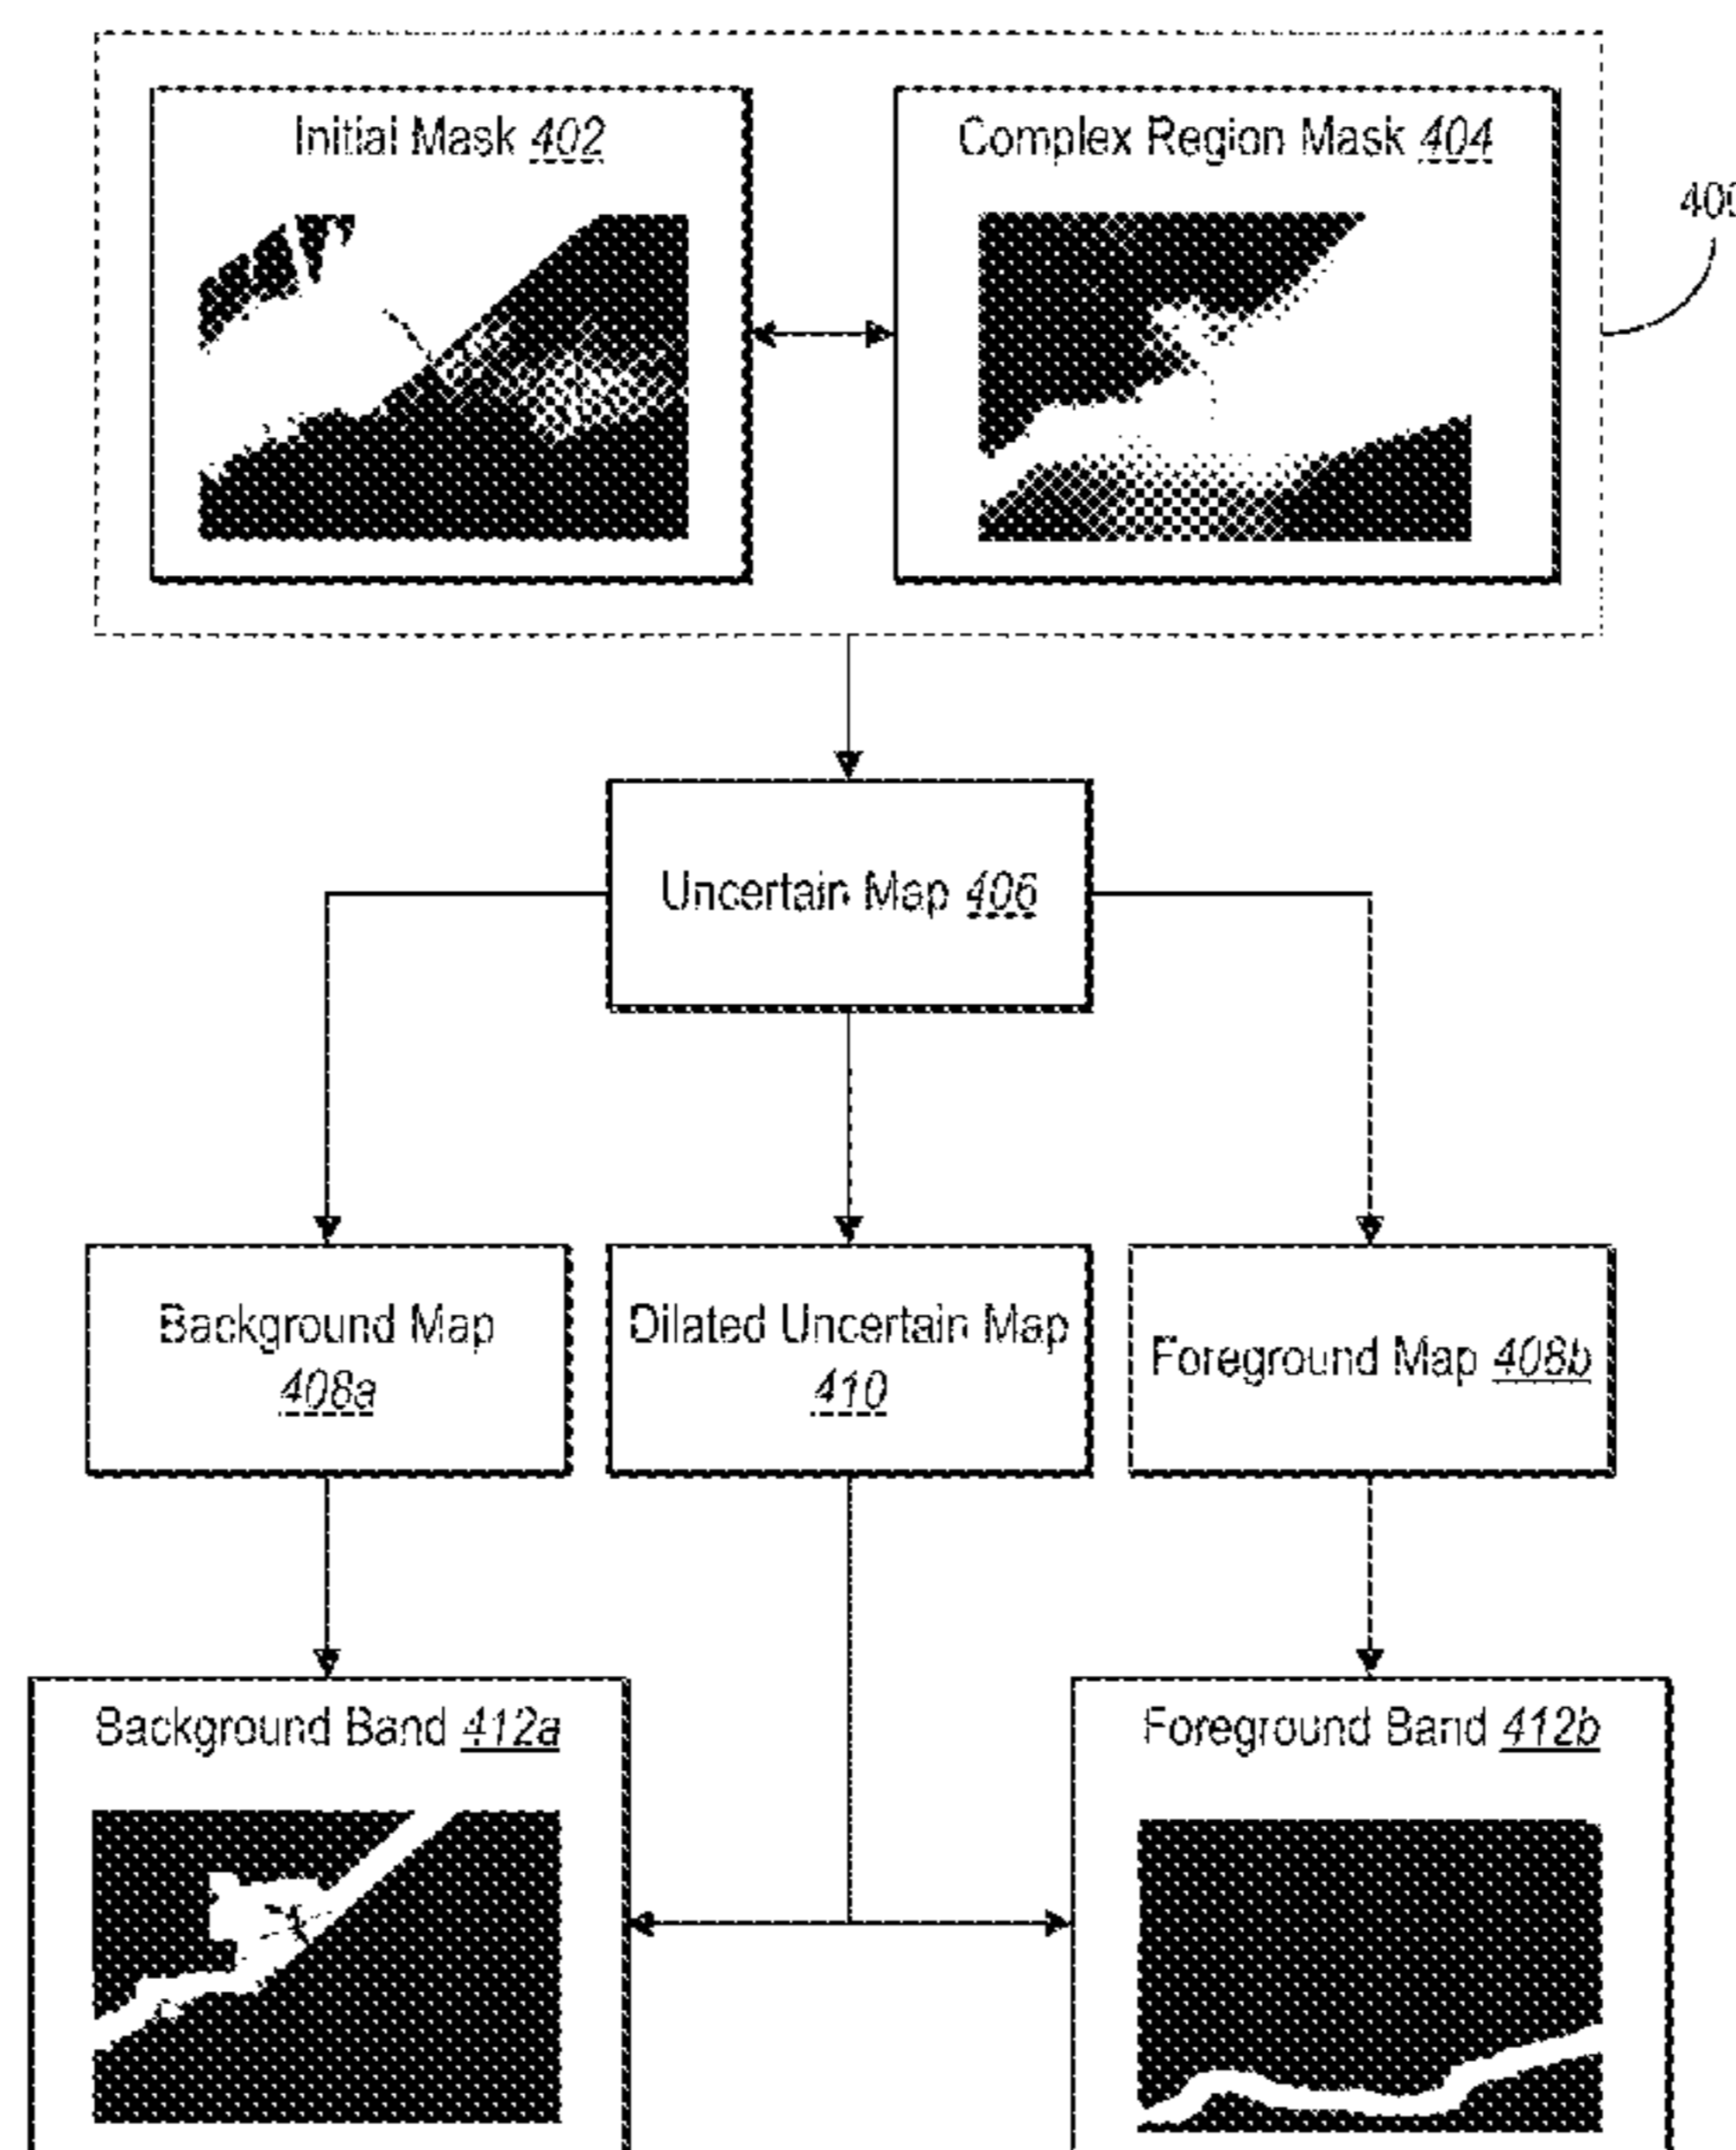 Initial Mask 402
Complex Region Mask 404
Uncertain Map 406
Background Map
408a
Dilated Uncertain Map
410
Foreground Map 408b
Background Band 412a
Foreground Band 412b